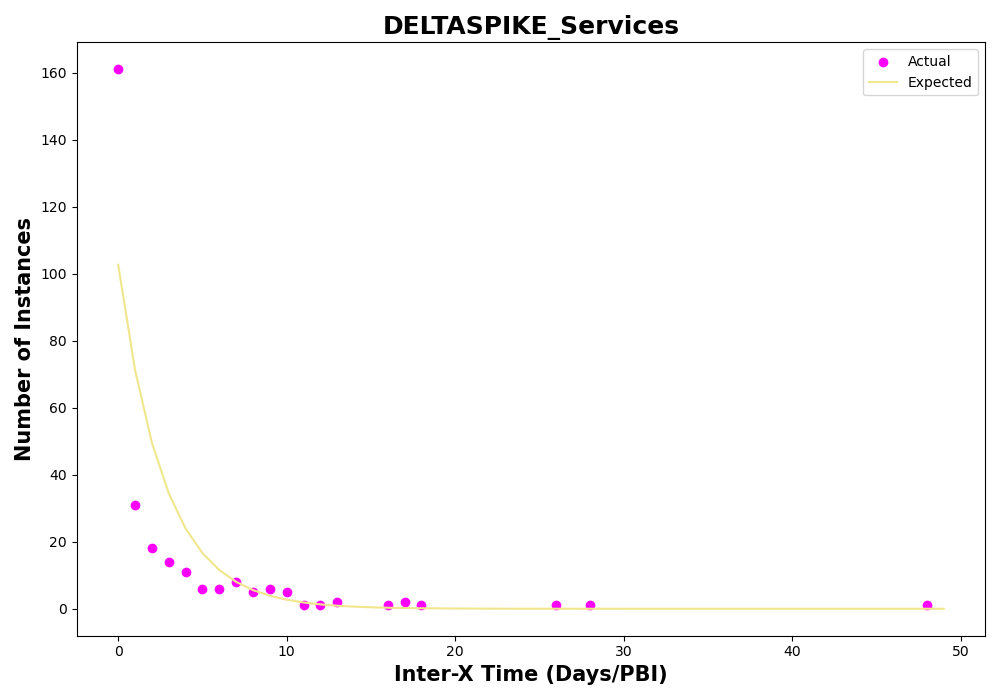 DELTASPIKE_Services
Actual
Expected
Number of Instances
160
140
120
100
80
60
40
20
0
0 10 20 30 40 50
Inter-X Time (Days/PBI)